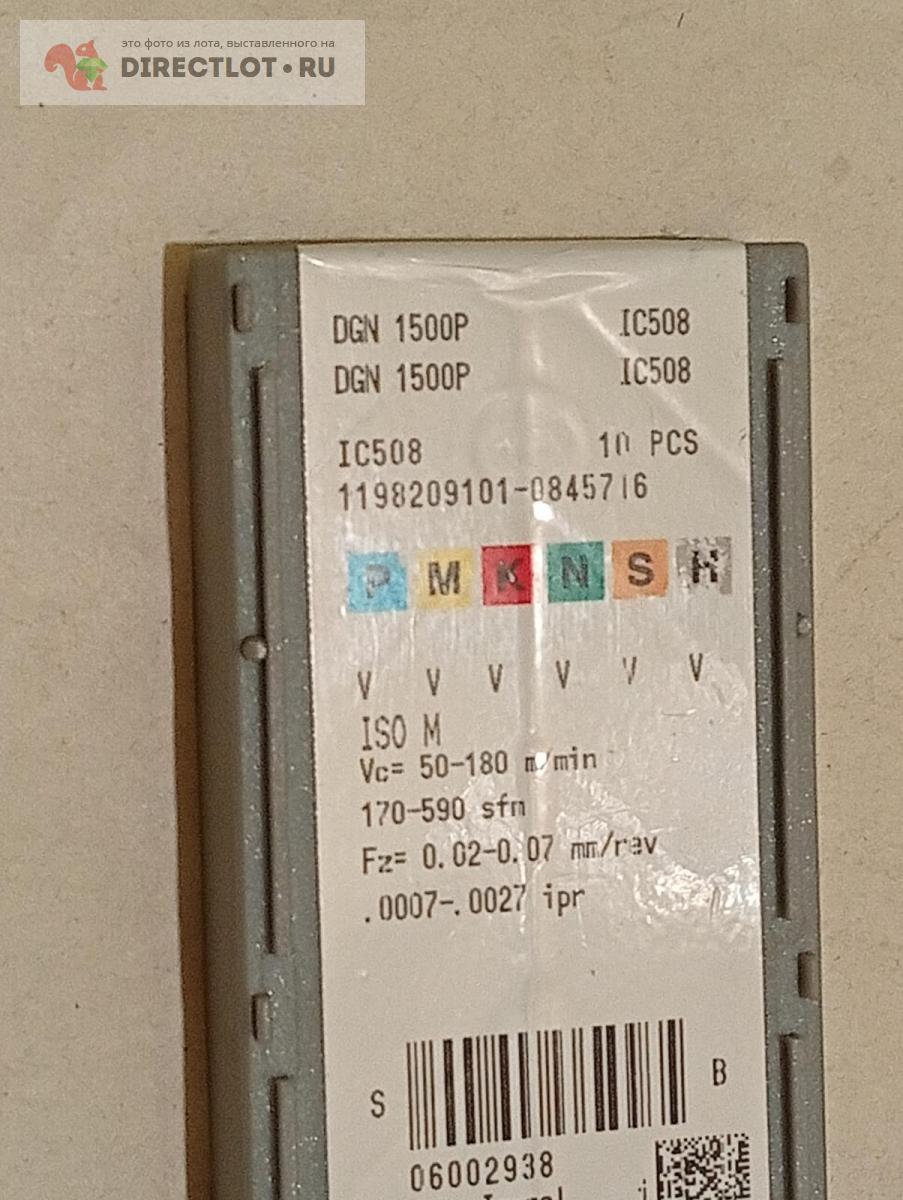 это фото из лота, выставленного на
DIRECTLOT.RU
DGN 1500P IC508
DGN 1500P IC508
IC508 10 PCS
1198209101-0845716
P M K N S H
V V V V V V
ISO M
Vc= 50-180 m/min
170-590 sfm
Fz= 0.02-0.07 mm/rev
.0007-.0027 ipr
S B
06002938